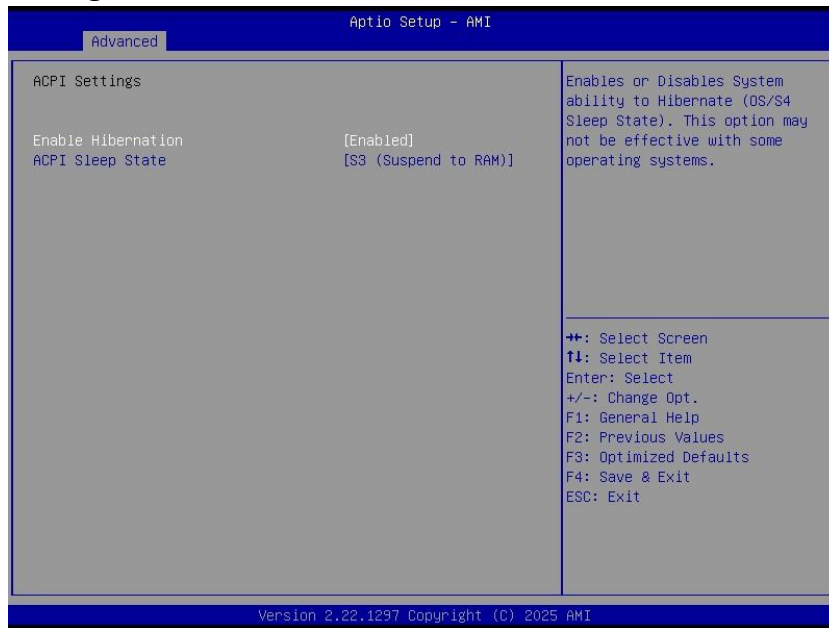 Aptio Setup - AMI
Advanced
ACPI Settings
Enable Hibernation [Enabled]
ACPI Sleep State [S3 (Suspend to RAM)]
Enables or Disables System
ability to Hibernate (OS/S4
Sleep State). This option may
not be effective with some
operating systems.
→←: Select Screen
↑↓: Select Item
Enter: Select
+/-: Change Opt.
F1: General Help
F2: Previous Values
F3: Optimized Defaults
F4: Save & Exit
ESC: Exit
Version 2.22.1297 Copyright (C) 2025 AMI